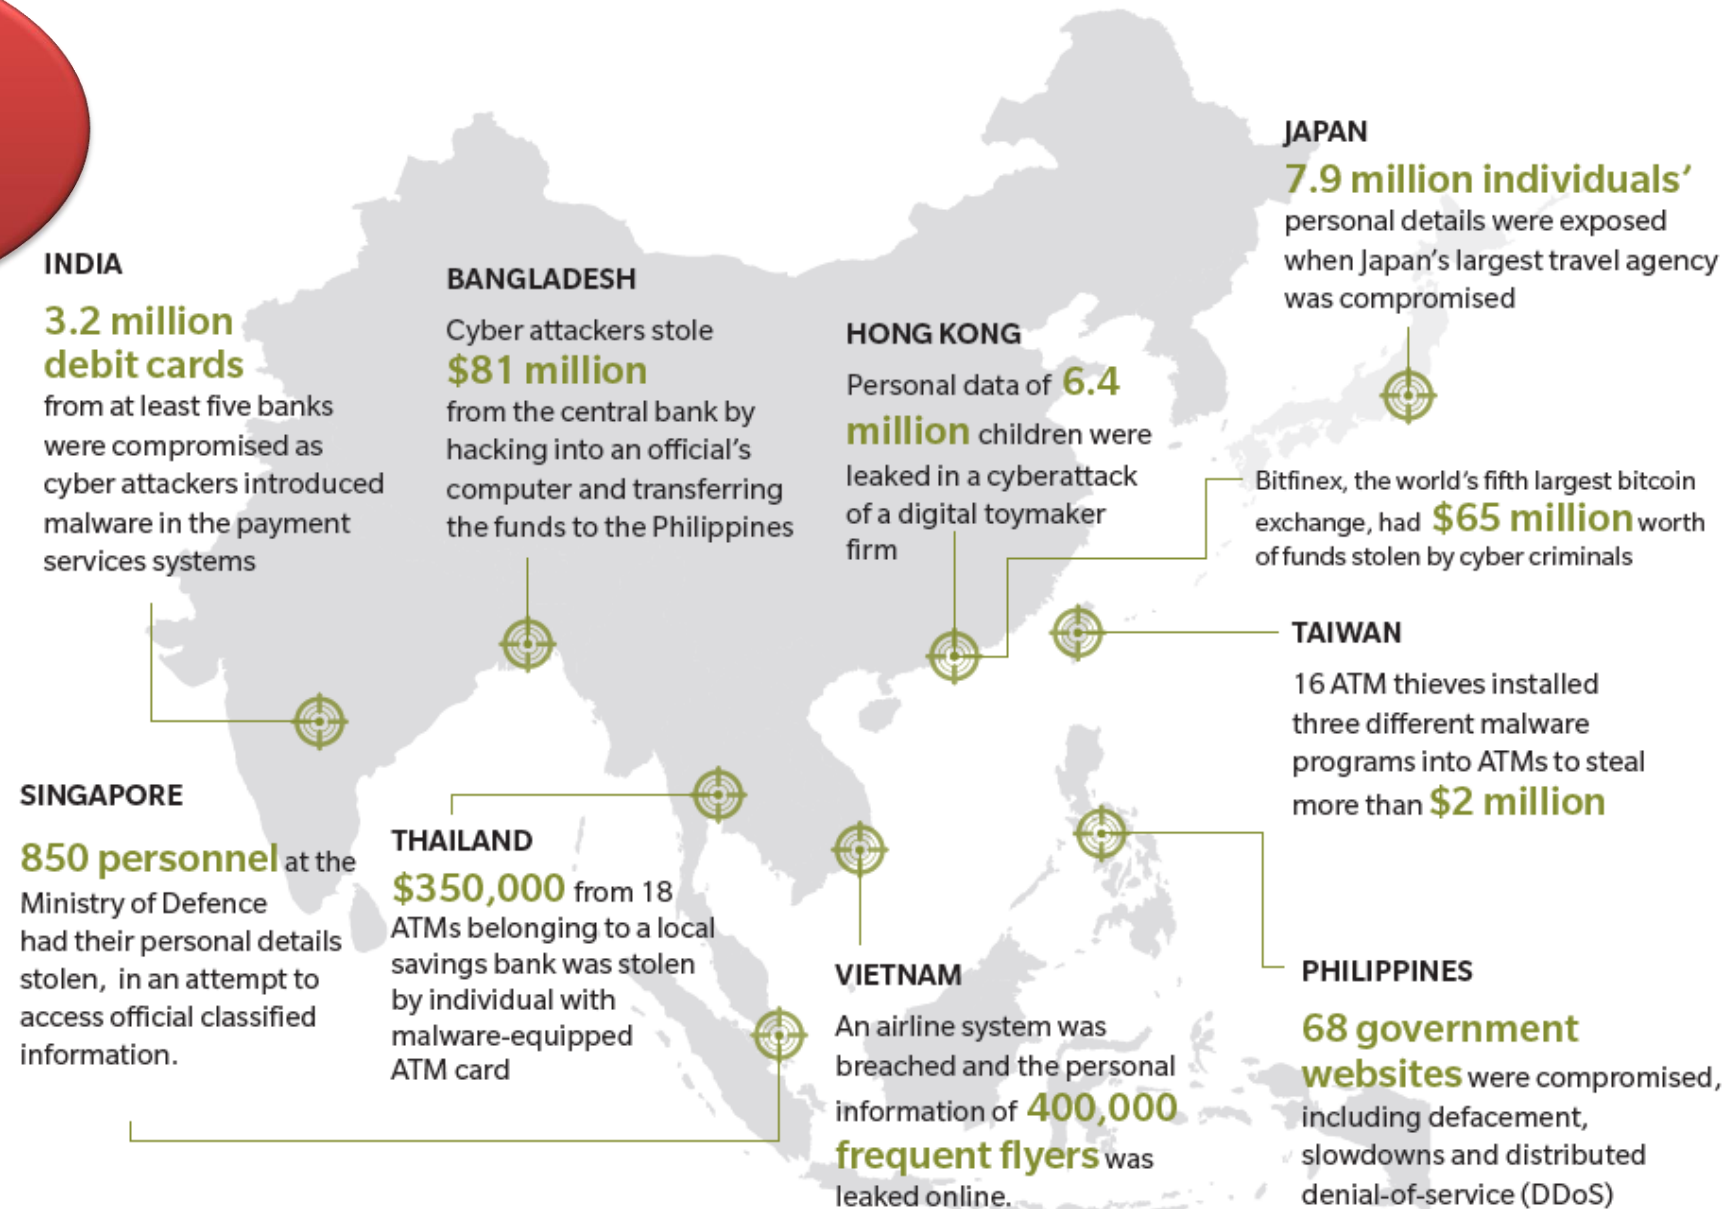 INDIA
3.2 million
debit cards
from at least five banks
were compromised as
cyber attackers introduced
malware in the payment
services systems
BANGLADESH
Cyber attackers stole
$81 million
from the central bank by
hacking into an official's
computer and transferring
the funds to the Philippines
HONG KONG
Personal data of 6.4
million children were
leaked in a cyberattack
of a digital toymaker
firm
JAPAN
7.9 million individuals'
personal details were exposed
when Japan's largest travel agency
was compromised
Bitfinex, the world's fifth largest bitcoin
exchange, had $65 million worth
of funds stolen by cyber criminals
TAIWAN
16 ATM thieves installed
three different malware
programs into ATMs to steal
more than $2 million
SINGAPORE
850 personnel at the
Ministry of Defence
had their personal details
stolen, in an attempt to
access official classified
information.
THAILAND
$350,000 from 18
ATMs belonging to a local
savings bank was stolen
by individual with
malware-equipped
ATM card
VIETNAM
An airline system was
breached and the personal
information of 400,000
frequent flyers was
leaked online.
PHILIPPINES
68 government
websites were compromised,
including defacement,
slowdowns and distributed
denial-of-service (DDoS)